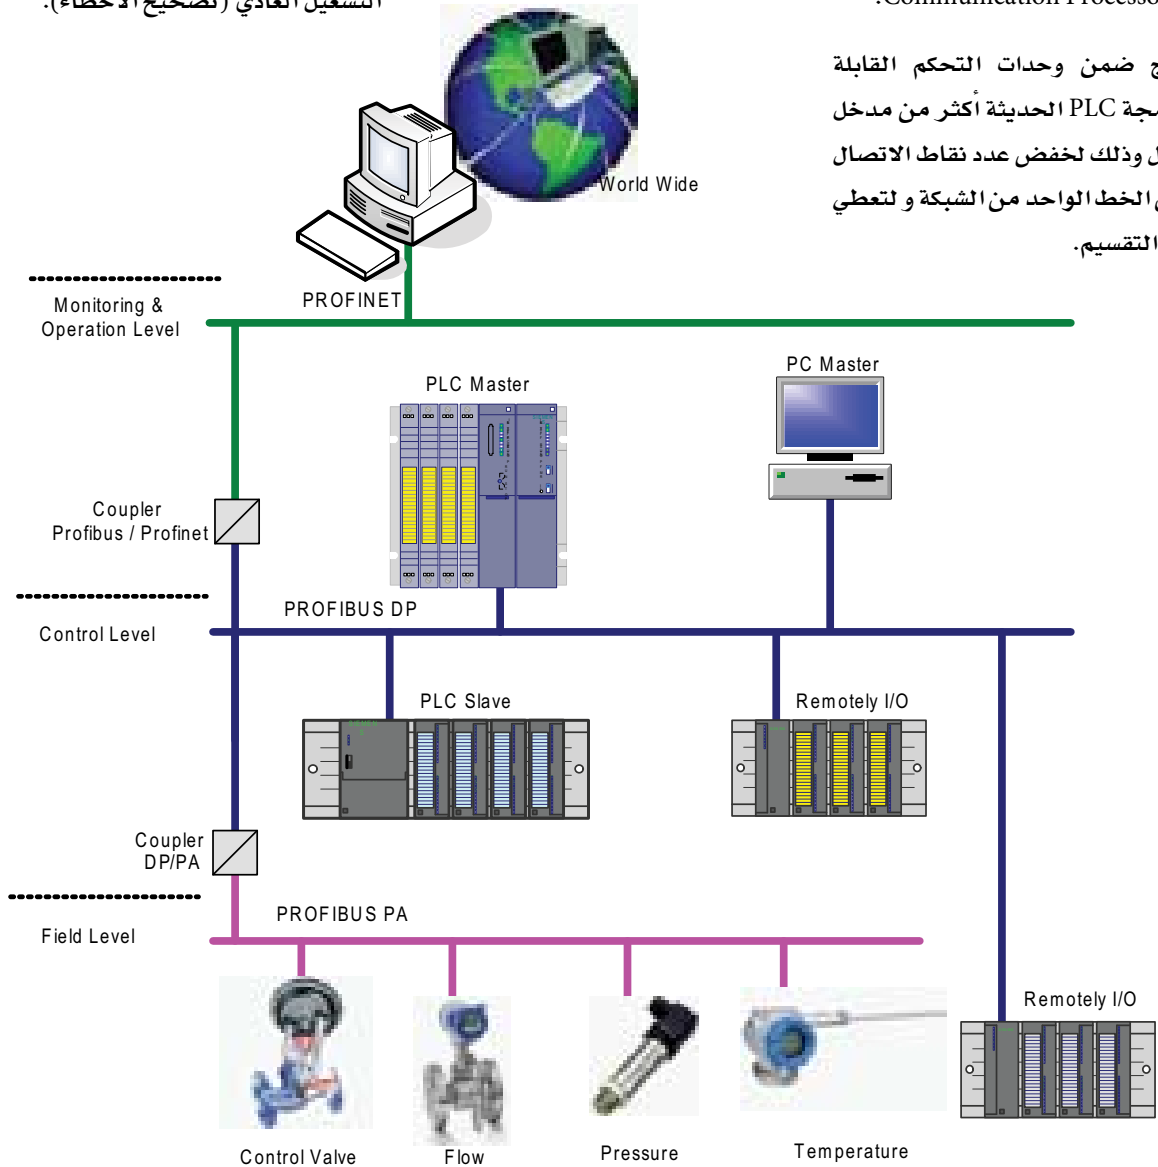 التشغيل العادي (تصحيح الأخطاء).
ضمن وحدات التحكم القابلة
PLC الحديثة أكثر من مدخل
وذلك لخفض عدد نقاط الاتصال
الخط الواحد من الشبكة و لتعطي
التقسيم.
World Wide
PROFINET
Monitoring &
Operation Level
PLC Master
PC Master
Coupler
Profibus / Profinet
PROFIBUS DP
Control Level
PLC Slave
Remotely I/O
Coupler
DP/PA
PROFIBUS PA
Field Level
Remotely I/O
Control Valve
Flow
Pressure
Temperature